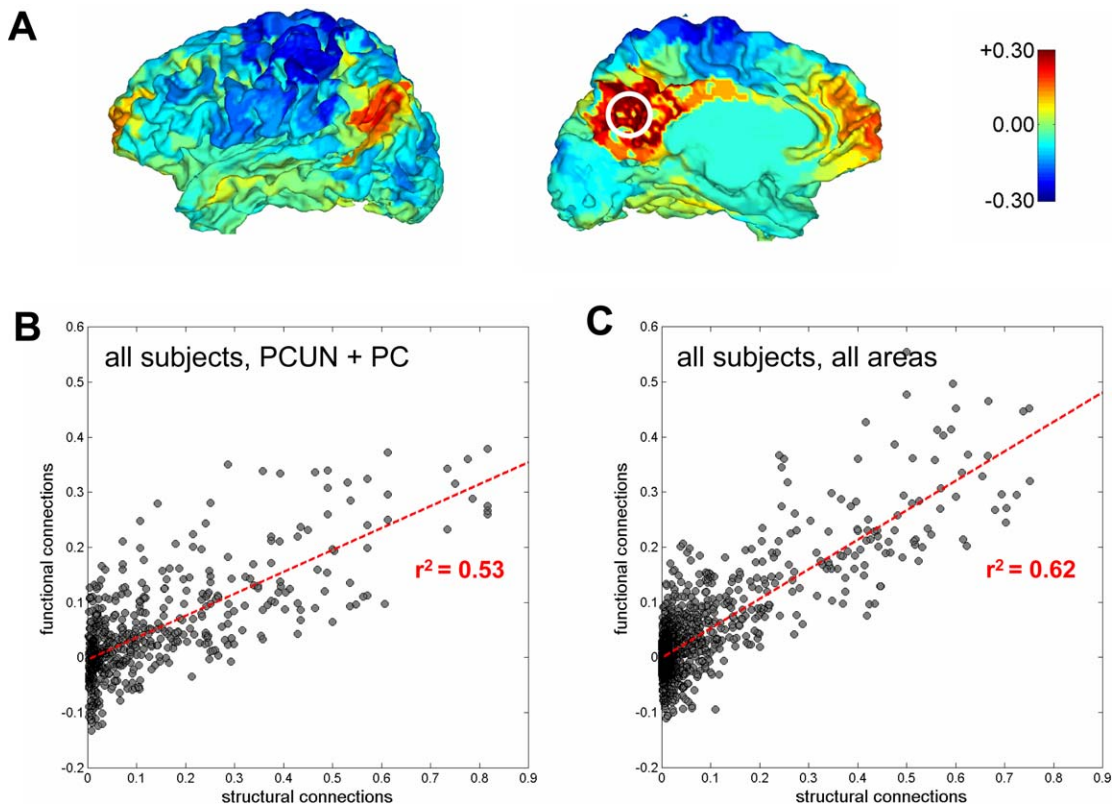 A
+0.30
0.00
-0.30
B
all subjects, PCUN + PC
0.6
0.5
0.4
0.3
0.2
0.1
0
-0.1
-0.2
functional connections
r² = 0.53
0 0.1 0.2 0.3 0.4 0.5 0.6 0.7 0.8 0.9
structural connections
C
all subjects, all areas
0.6
0.5
0.4
0.3
0.2
0.1
0
-0.1
-0.2
functional connections
r² = 0.62
0 0.1 0.2 0.3 0.4 0.5 0.6 0.7 0.8 0.9
structural connections